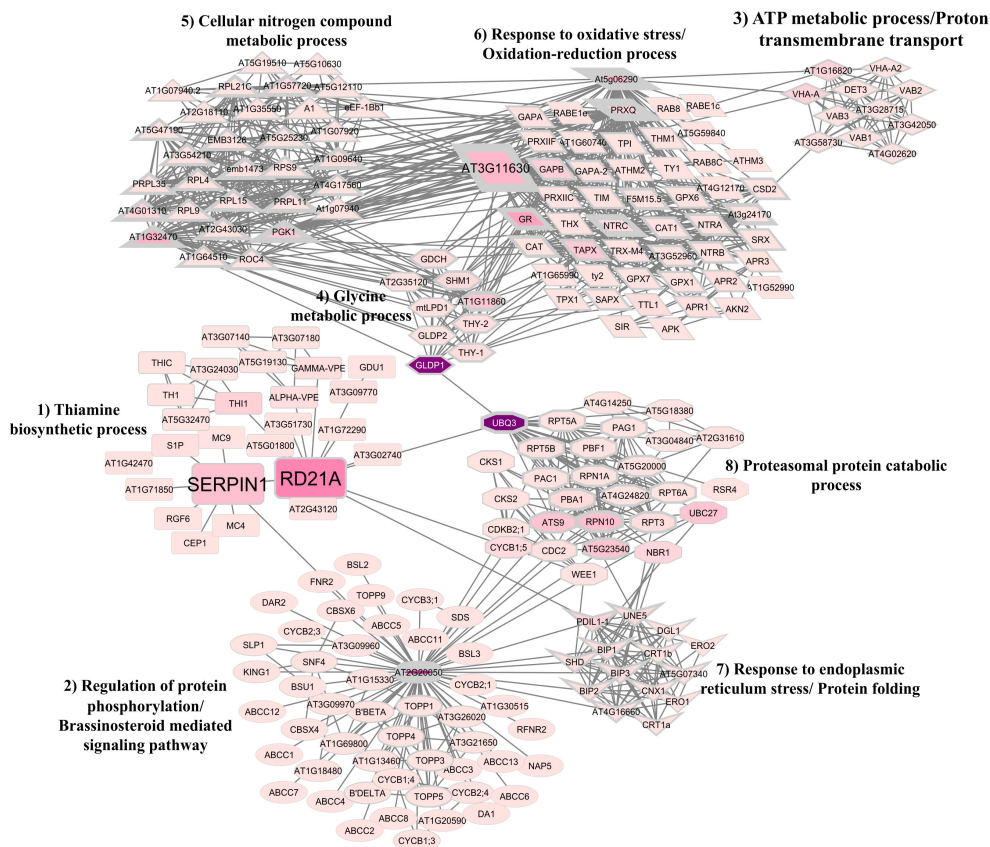 5) Cellular nitrogen compound
metabolic process
6) Response to oxidative stress/
Oxidation-reduction process
3) ATP metabolic process/Proton
transmembrane transport
AT5G19510
AT5G10630
AT1G07940.2
RPL21C
AT1G57720
AT5G12110
AT2G18110
AT1G35550
A1
eEF-1Bb1
AT5G47190
EMB3126
AT5G25230
AT1G07920
AT3G54210
emb1473
RPS9
AT1G09640
PRPL35
RPL4
AT4G17560
AT4G01310
RPL9
RPL15
PRPL11
At1g07940
AT1G32470
AT2G43030
PGK1
AT1G64510
ROC4
At5g06290
GAPA
RABE1e
PRXQ
RAB8
RABE1c
PRXIIF
AT1G60740
TPI
THM1
AT5G59840
AT3G11630
GAPB
GAPA-2
ATHM2
TY1
RAB8C
ATHM3
PRXIIC
TIM
F5M15.5
GPX6
AT4G12170
CSD2
GR
THX
NTRC
CAT1
NTRA
At3g24170
CAT
TAPX
TRX-M4
AT3G52960
NTRB
SRX
AT1G65990
ty2
GPX7
GPX1
APR2
APR3
AT1G52990
TPX1
SAPX
TTL1
APR1
AKN2
SIR
APK
AT1G16820
VHA-A2
VHA-A
DET3
VAB2
AT3G28715
VAB3
AT3G42050
AT3G58730
VAB1
AT4G02620
4) Glycine
metabolic process
GDCH
AT2G35120
SHM1
mtLPD1
AT1G11860
THY-2
GLDP2
THY-1
GLDP1
1) Thiamine
biosynthetic process
AT3G07140
AT3G07180
THIC
AT3G24030
AT5G19130
GAMMA-VPE
GDU1
TH1
THI1
ALPHA-VPE
AT3G09770
AT5G32470
AT3G51730
AT1G72290
S1P
MC9
AT5G01800
AT3G02740
AT1G42470
SERPIN1
RD21A
AT1G71850
AT2G43120
RGF6
MC4
CEP1
8) Proteasomal protein catabolic
process
UBQ3
RPT5A
AT4G14250
AT5G18380
PAG1
RPT5B
PBF1
AT3G04840
AT2G31610
CKS1
PAC1
RPN1A
AT5G20000
CKS2
PBA1
AT4G24820
RPT6A
RSR4
CDKB2;1
ATS9
RPN10
RPT3
UBC27
CYCB1;5
CDC2
AT5G23540
NBR1
WEE1
7) Response to endoplasmic
reticulum stress/ Protein folding
PDIL1-1
UNE5
DGL1
ERO2
BIP1
CRT1b
SHD
BIP3
AT5G07340
BIP2
CNX1
ERO1
AT4G16660
CRT1a
2) Regulation of protein
phosphorylation/
Brassinosteroid mediated
signaling pathway
BSL2
FNR2
TOPP9
CYCB3;1
DAR2
CBSX6
ABCC5
SDS
CYCB2;3
AT3G09960
ABCC11
SLP1
BSL3
KING1
SNF4
AT1G15330
AT2G20050
BSU1
CYCB2;1
ABCC12
AT3G09970
B'BETA
TOPP1
AT1G30515
AT3G26020
CBSX4
RFNR2
AT1G69800
TOPP4
AT3G21650
ABCC1
AT1G13460
TOPP3
ABCC3
ABCC13
NAP5
AT1G18480
CYCB1;4
ABCC7
B'DELTA
TOPP5
CYCB2;4
ABCC6
ABCC4
ABCC8
AT1G20590
DA1
ABCC2
CYCB1;3